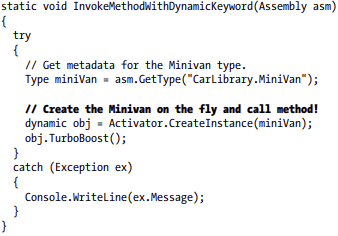 static void InvokeMethodWithDynamicKeyword(Assembly asm)
{
try
{
// Get metadata for the Minivan type.
Type miniVan = asm.GetType("CarLibrary.MiniVan");
// Create the Minivan on the fly and call method!
dynamic obj = Activator.CreateInstance(miniVan);
obj.TurboBoost();
}
catch (Exception ex)
{
Console.WriteLine(ex.Message);
}
}